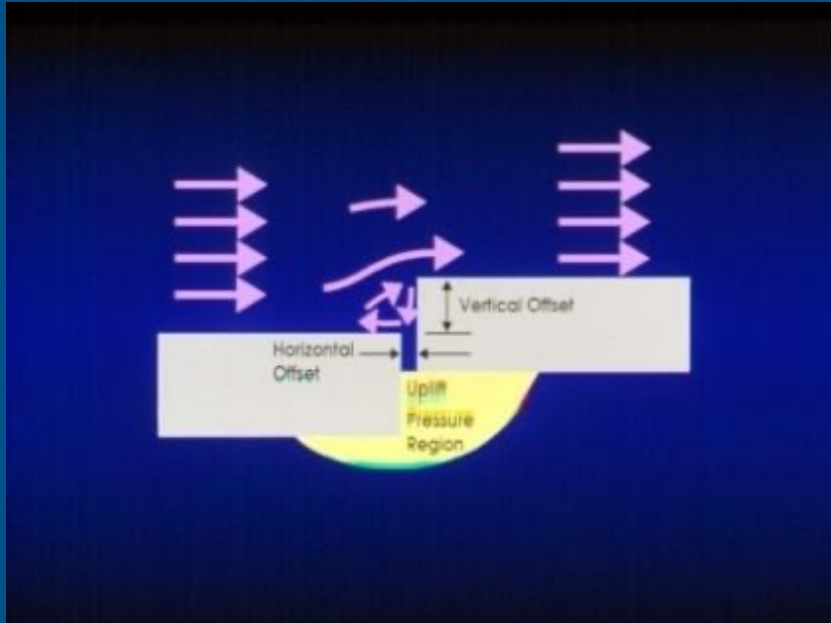 Vertical Offset
Horizontal
Offset
Uplift
Pressure
Region